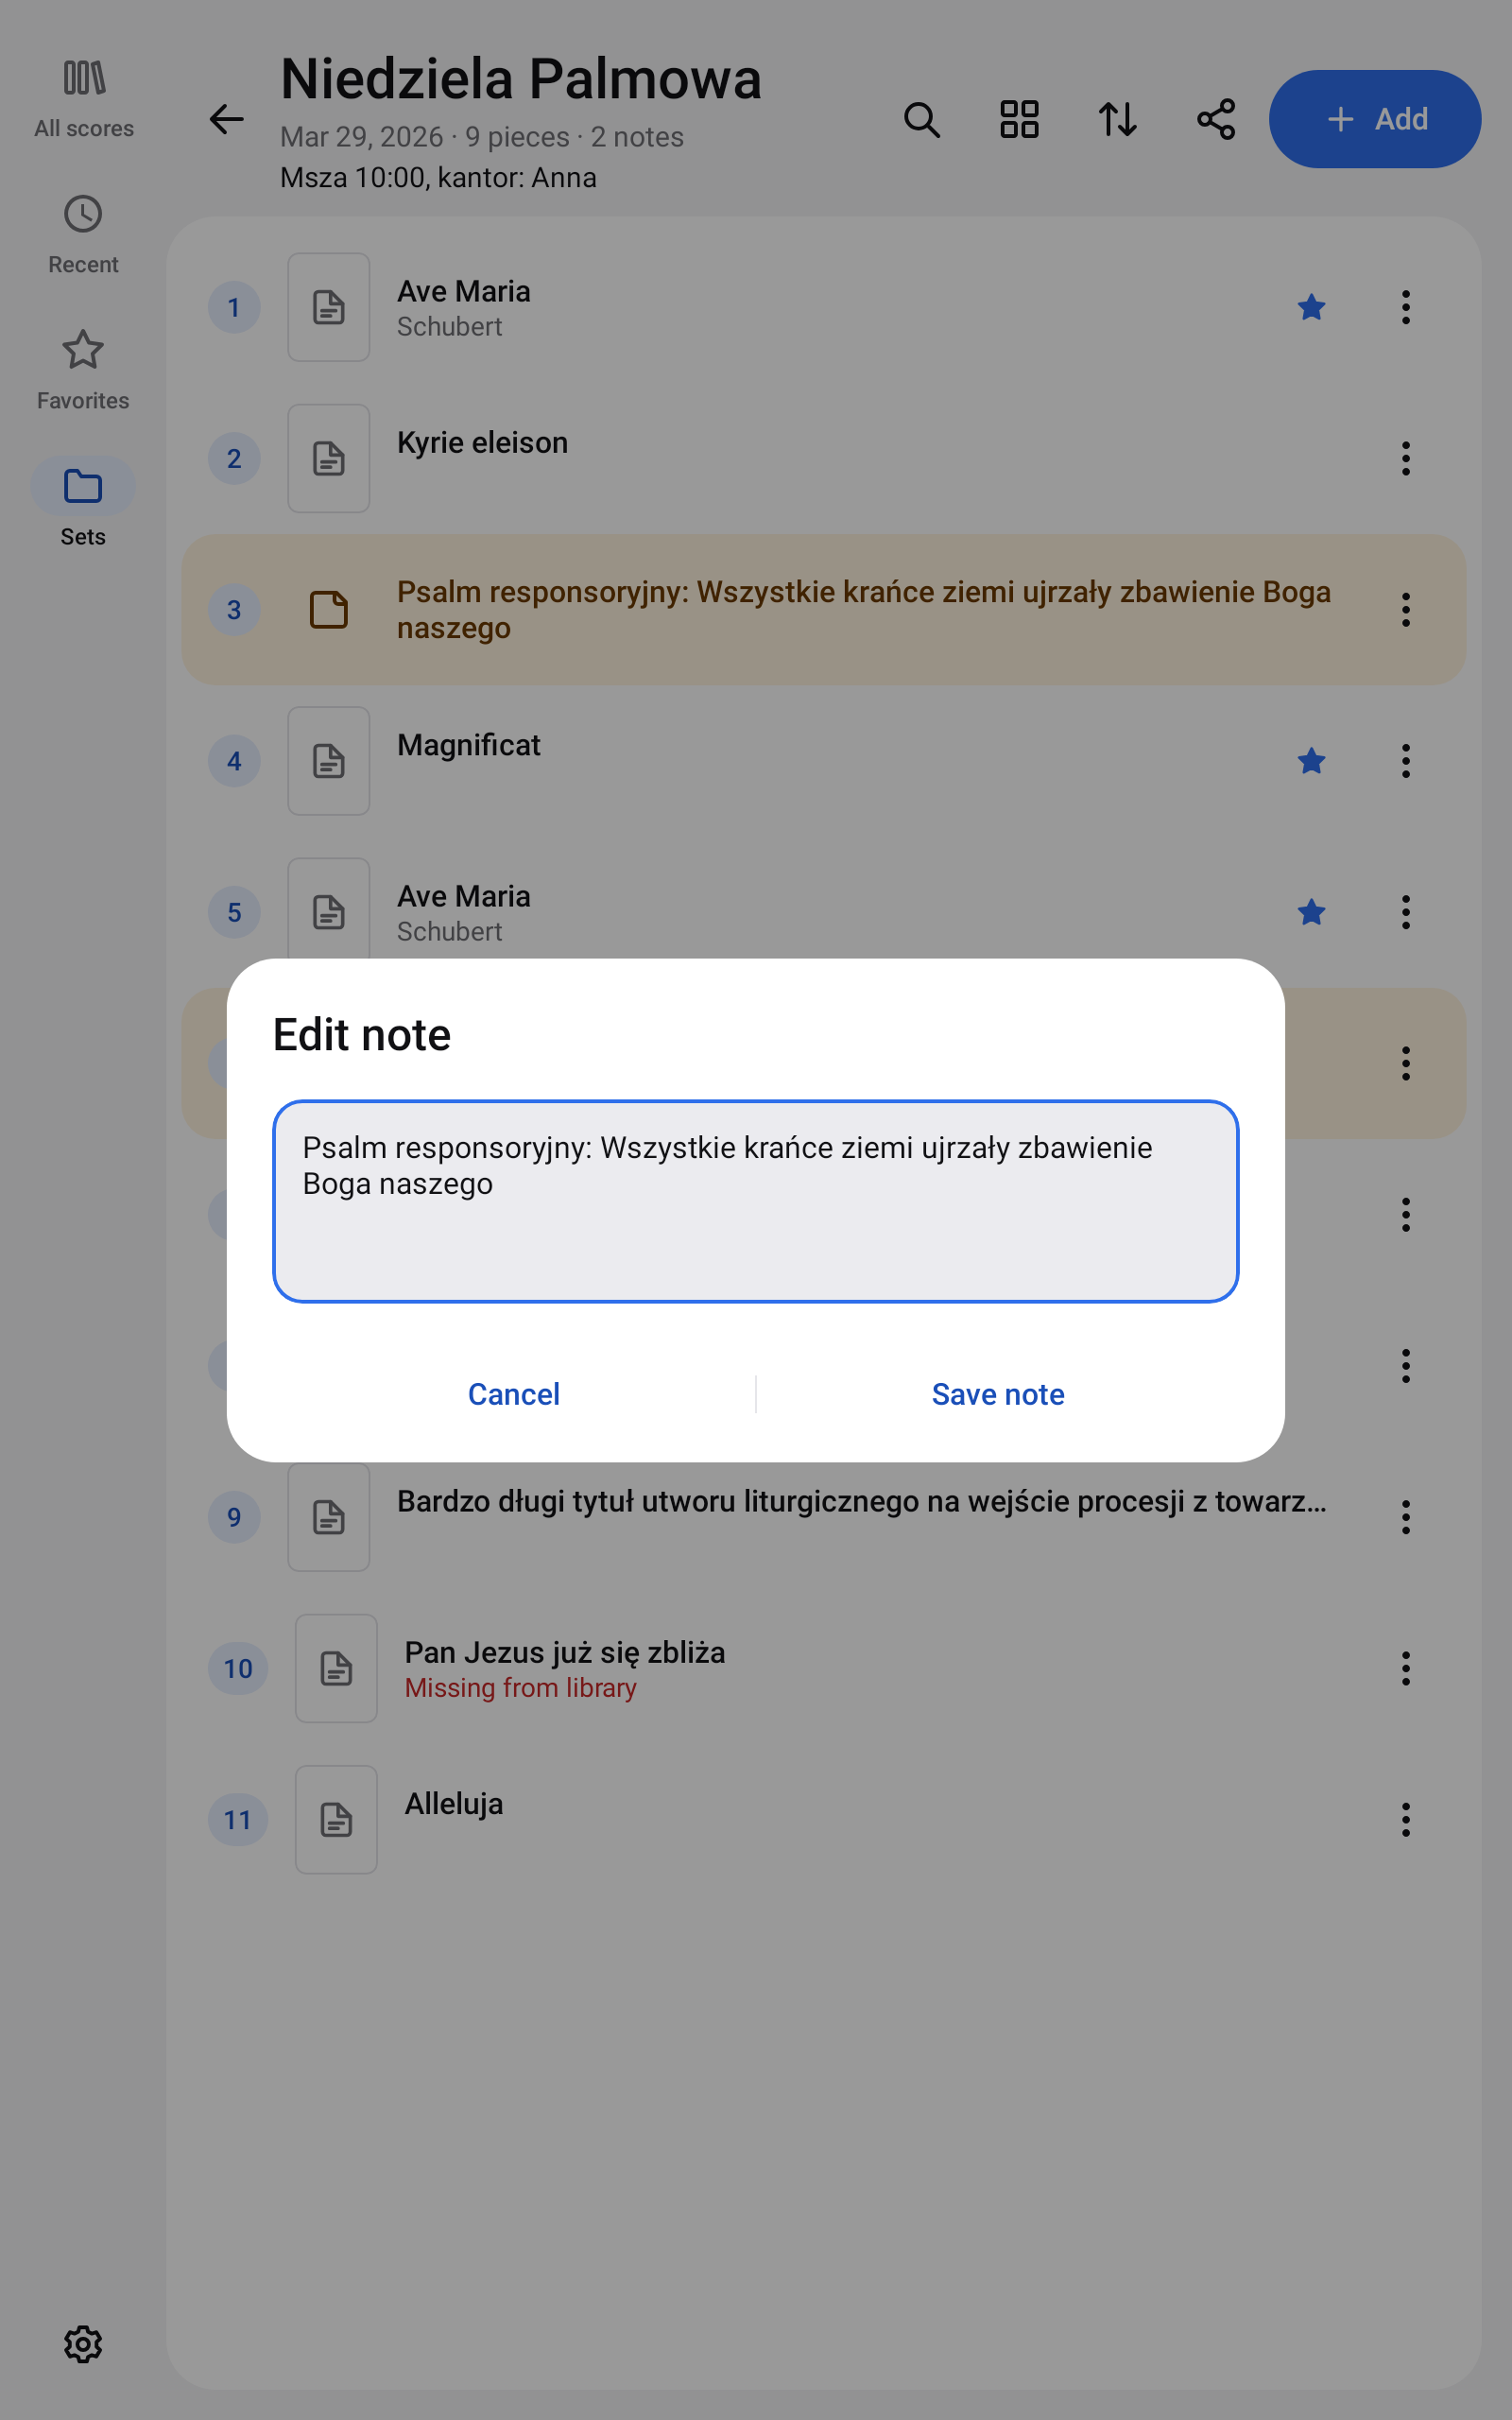 Niedziela Palmowa
Mar 29, 2026 · 9 pieces · 2 notes
Msza 10:00, kantor: Anna
Add
All scores
Recent
Favorites
Sets
1
Ave Maria
Schubert
2
Kyrie eleison
3
Psalm responsoryjny: Wszystkie krańce ziemi ujrzały zbawienie Boga
naszego
4
Magnificat
5
Ave Maria
Schubert
Edit note
Psalm responsoryjny: Wszystkie krańce ziemi ujrzały zbawienie
Boga naszego
Cancel
Save note
9
Bardzo długi tytuł utworu liturgicznego na wejście procesji z towarz…
10
Pan Jezus już się zbliża
Missing from library
11
Alleluja